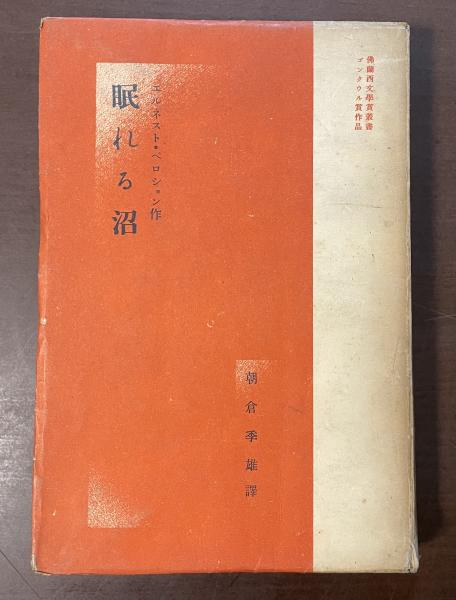 佛蘭西文學賞叢書
ゴンクウル賞作品
エルネスト・ペロション作
眠れる沼
朝倉季雄譯